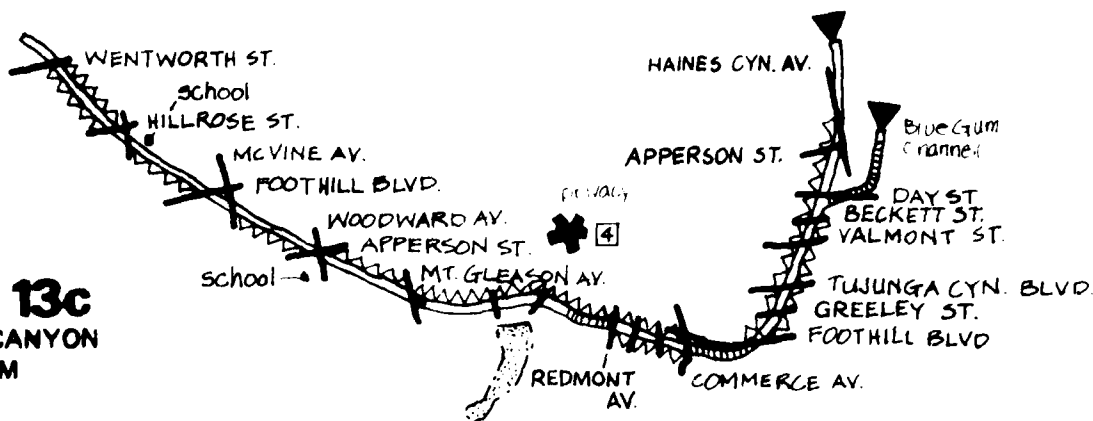 WENTWORTH ST.
school
HILLROSE ST.
MCVINE AV.
FOOTHILL BLVD.
WOODWARD AV.
APPERSON ST.
school
MT. GLEASON AV.
privacy
4
13c
CANYON
M
REDMONT
AV.
COMMERCE AV.
HAINES CYN. AV.
Blue Gum
Channel
APPERSON ST.
DAY ST
BECKETT ST.
VALMONT ST.
TUJUNGA CYN. BLVD.
GREELEY ST.
FOOTHILL BLVD